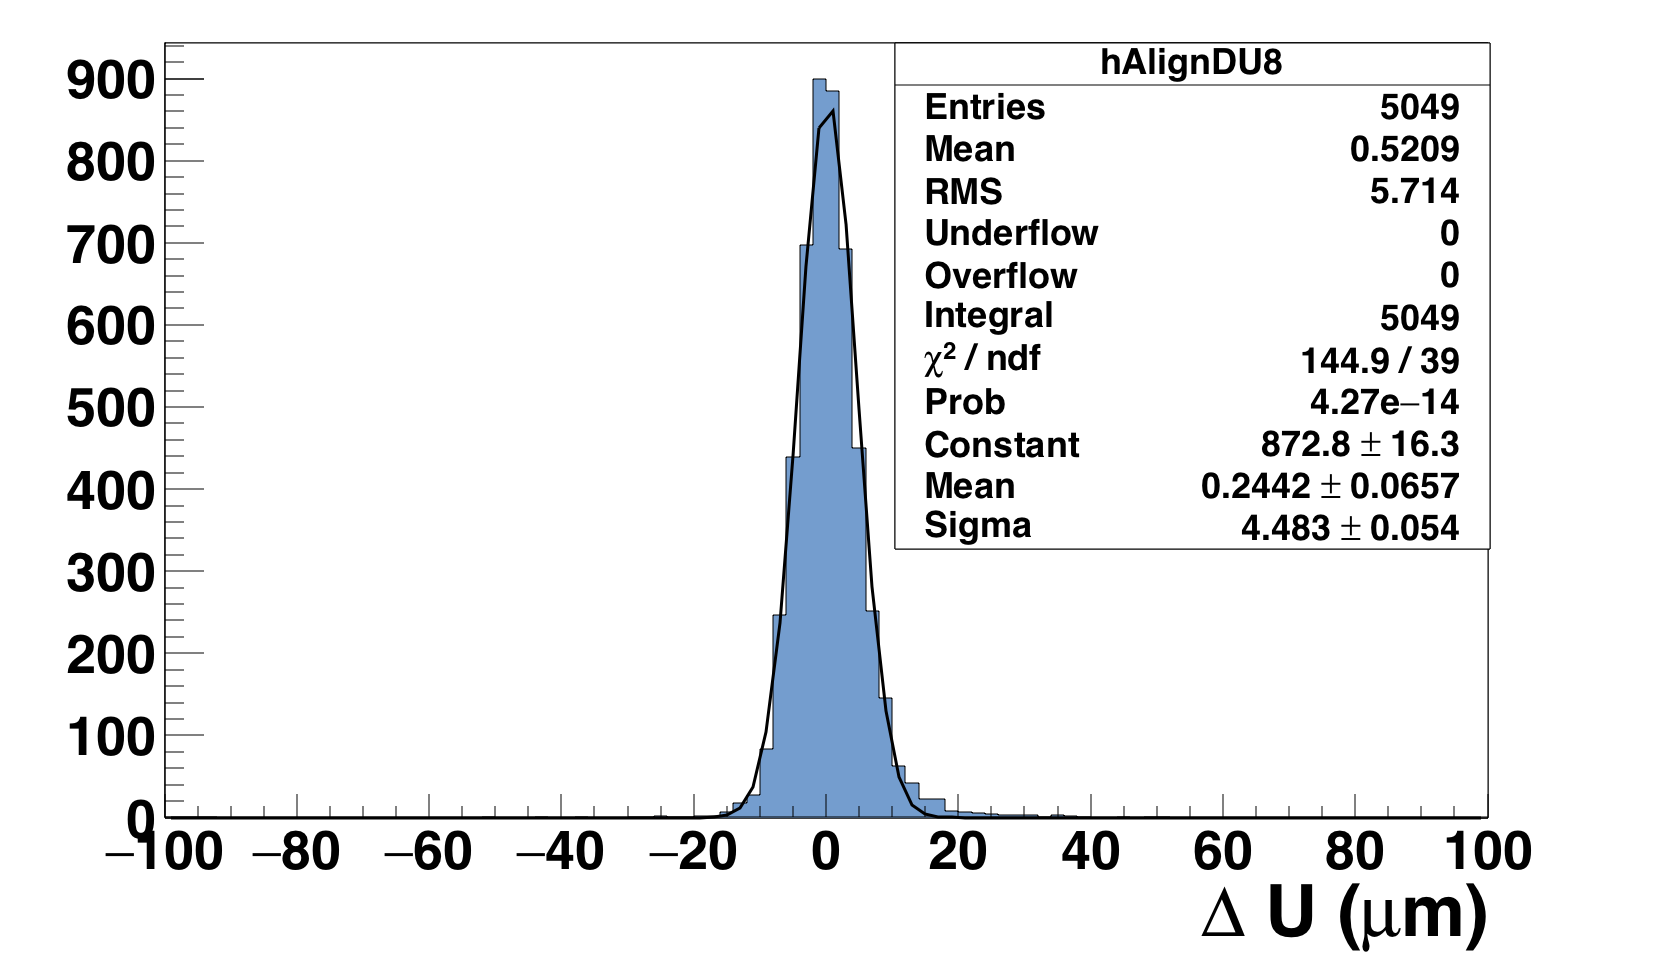 900
800
700
600
500
400
300
200
100
0
hAlignDU8
Entries 5049
Mean 0.5209
RMS 5.714
Underflow 0
Overflow 0
Integral 5049
χ² / ndf 144.9 / 39
Prob 4.27e−14
Constant 872.8 ± 16.3
Mean 0.2442 ± 0.0657
Sigma 4.483 ± 0.054
−100 −80 −60 −40 −20 0 20 40 60 80 100
Δ U (μm)